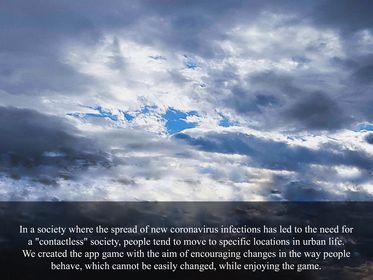 In a society where the spread of new coronavirus infections has led to the need for
a "contactless" society, people tend to move to specific locations in urban life.
We created the app game with the aim of encouraging changes in the way people
behave, which cannot be easily changed, while enjoying the game.